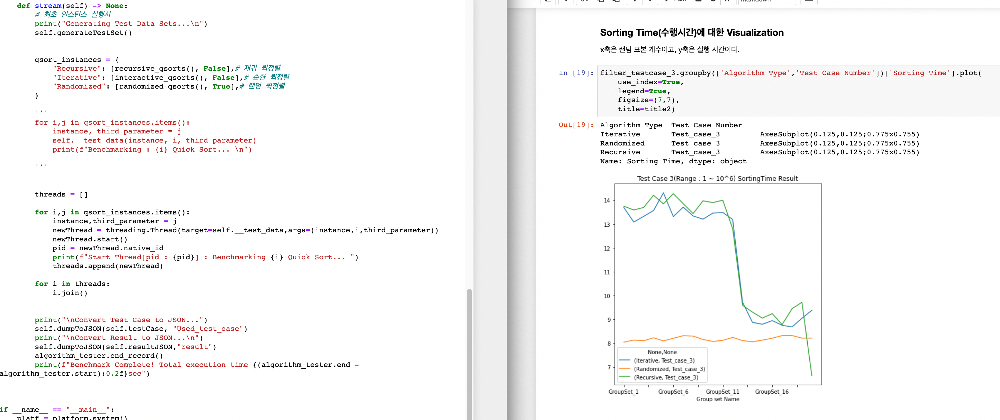 def stream(self) -> None:
# 최초 인스턴스 실행시
print("Generating Test Data Sets...\n")
self.generateTestSet()
qsort_instances = {
"Recursive": [recursive_qsorts(), False],# 재귀 퀵정렬
"Iterative": [interactive_qsorts(), False],# 순환 퀵정렬
"Randomized": [randomized_qsorts(), True],# 랜덤 퀵정렬
}
'''
for i,j in qsort_instances.items():
instance, third_parameter = j
self.__test_data(instance, i, third_parameter)
print(f"Benchmarking : {i} Quick Sort... \n")
'''
threads = []
for i,j in qsort_instances.items():
instance,third_parameter = j
newThread = threading.Thread(target=self.__test_data,args=(instance,i,third_parameter))
newThread.start()
pid = newThread.native_id
print(f"Start Thread[pid : {pid}] : Benchmarking {i} Quick Sort... ")
threads.append(newThread)
for i in threads:
i.join()
print("\nConvert Test Case to JSON...")
self.dumpToJSON(self.testCase, "Used_test_case")
print("\nConvert Result to JSON...\n")
self.dumpToJSON(self.resultJSON,"result")
algorithm_tester.end_record()
print(f"Benchmark Complete! Total execution time {(algorithm_tester.end -
algorithm_tester.start):0.2f}sec")
if __name__ == "__main__":
platf = platform.system()
Run
Markdown
Sorting Time(수행시간)에 대한 Visualization
x축은 랜덤 표본 개수이고, y축은 실행 시간이다.
In [19]: filter_testcase_3.groupby(['Algorithm Type','Test Case Number'])['Sorting Time'].plot(
use_index=True,
legend=True,
figsize=(7,7),
title=title2)
Out[19]: Algorithm Type Test Case Number
Iterative Test_case_3 AxesSubplot(0.125,0.125;0.775x0.755)
Randomized Test_case_3 AxesSubplot(0.125,0.125;0.775x0.755)
Recursive Test_case_3 AxesSubplot(0.125,0.125;0.775x0.755)
Name: Sorting Time, dtype: object
Test Case 3(Range : 1 ~ 10^6) SortingTime Result
14
13
12
11
10
9
8
7
None,None
(Iterative, Test_case_3)
(Randomized, Test_case_3)
(Recursive, Test_case_3)
GroupSet_1 GroupSet_6 GroupSet_11 GroupSet_16
Group set Name